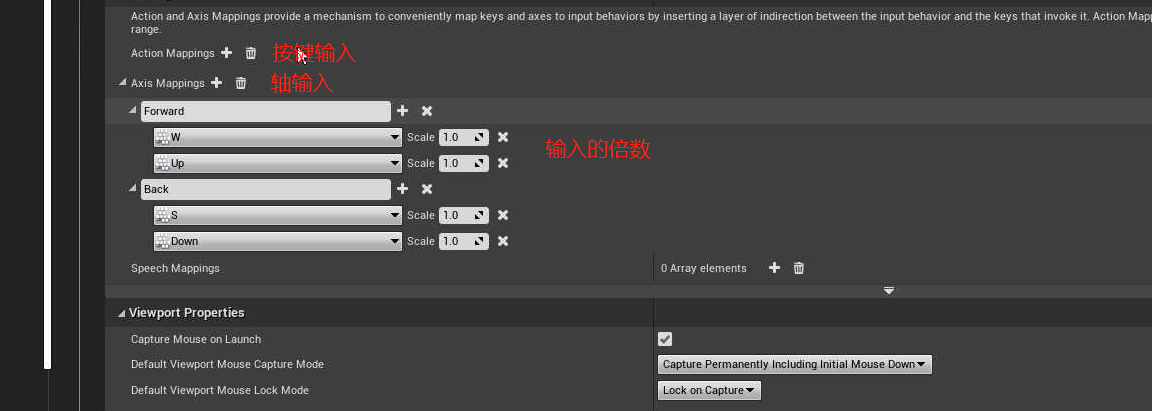 Action and Axis Mappings provide a mechanism to conveniently map keys and axes to input behaviors by inserting a layer of indirection between the input behavior and the keys that invoke it. Action
range.
Action Mappings 按键输入
Axis Mappings 轴输入
Forward
W Scale 1.0
Up Scale 1.0
输入的倍数
Back
S Scale 1.0
Down Scale 1.0
Speech Mappings 0 Array elements
Viewport Properties
Capture Mouse on Launch
Default Viewport Mouse Capture Mode Capture Permanently Including Initial Mouse Down
Default Viewport Mouse Lock Mode Lock on Capture